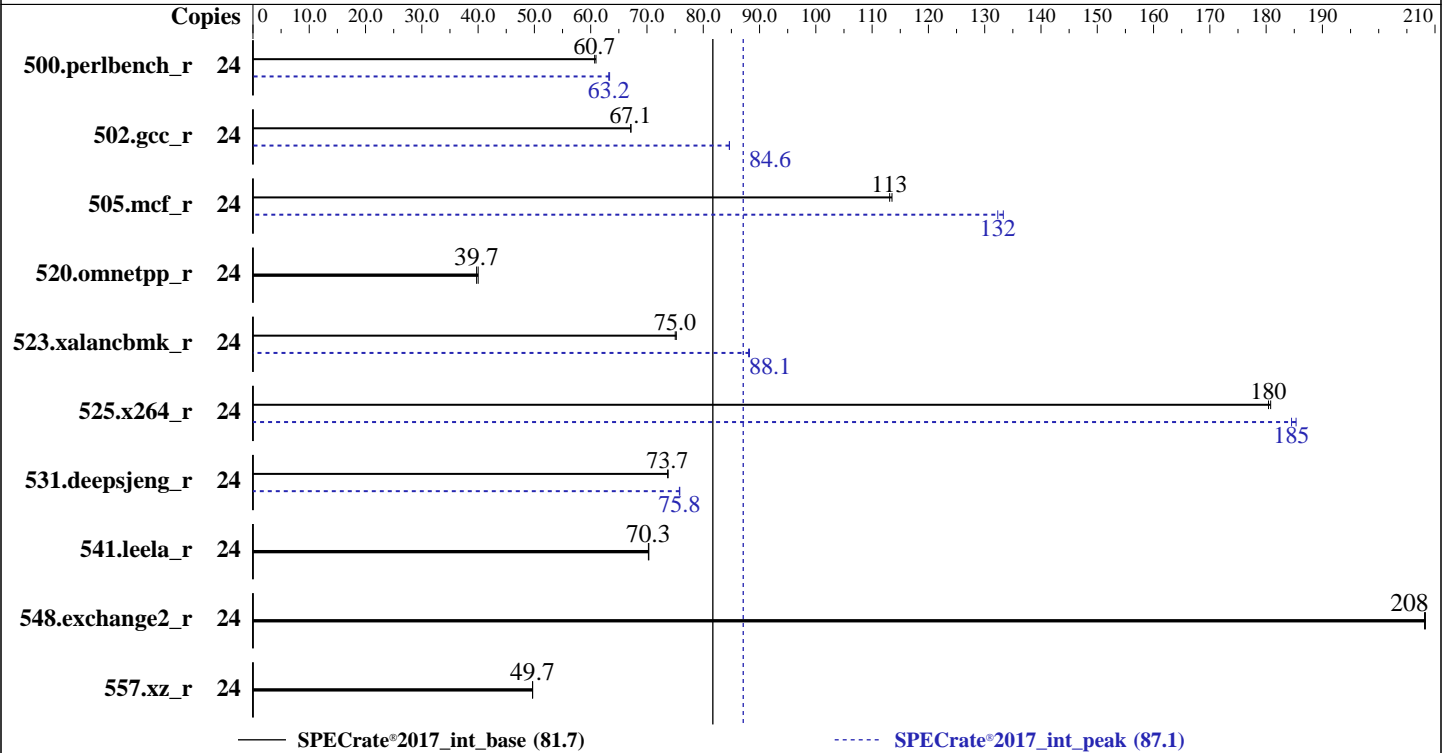 Copies 0 10.0 20.0 30.0 40.0 50.0 60.0 70.0 80.0 90.0 100 110 120 130 140 150 160 170 180 190 210
60.7
500.perlbench_r 24
63.2
67.1
502.gcc_r 24
84.6
113
505.mcf_r 24
132
39.7
520.omnetpp_r 24
75.0
523.xalancbmk_r 24
88.1
180
525.x264_r 24
185
73.7
531.deepsjeng_r 24
75.8
70.3
541.leela_r 24
208
548.exchange2_r 24
49.7
557.xz_r 24
SPECrate®2017_int_base (81.7) SPECrate®2017_int_peak (87.1)